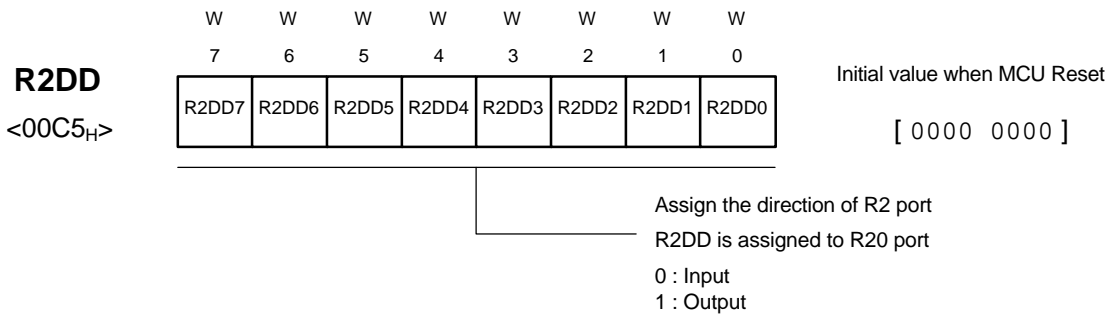 W W W W W W W W
7 6 5 4 3 2 1 0
R2DD
<00C5H>
R2DD7 R2DD6 R2DD5 R2DD4 R2DD3 R2DD2 R2DD1 R2DD0
Initial value when MCU Reset
[ 0000 0000 ]
Assign the direction of R2 port
R2DD is assigned to R20 port
0 : Input
1 : Output